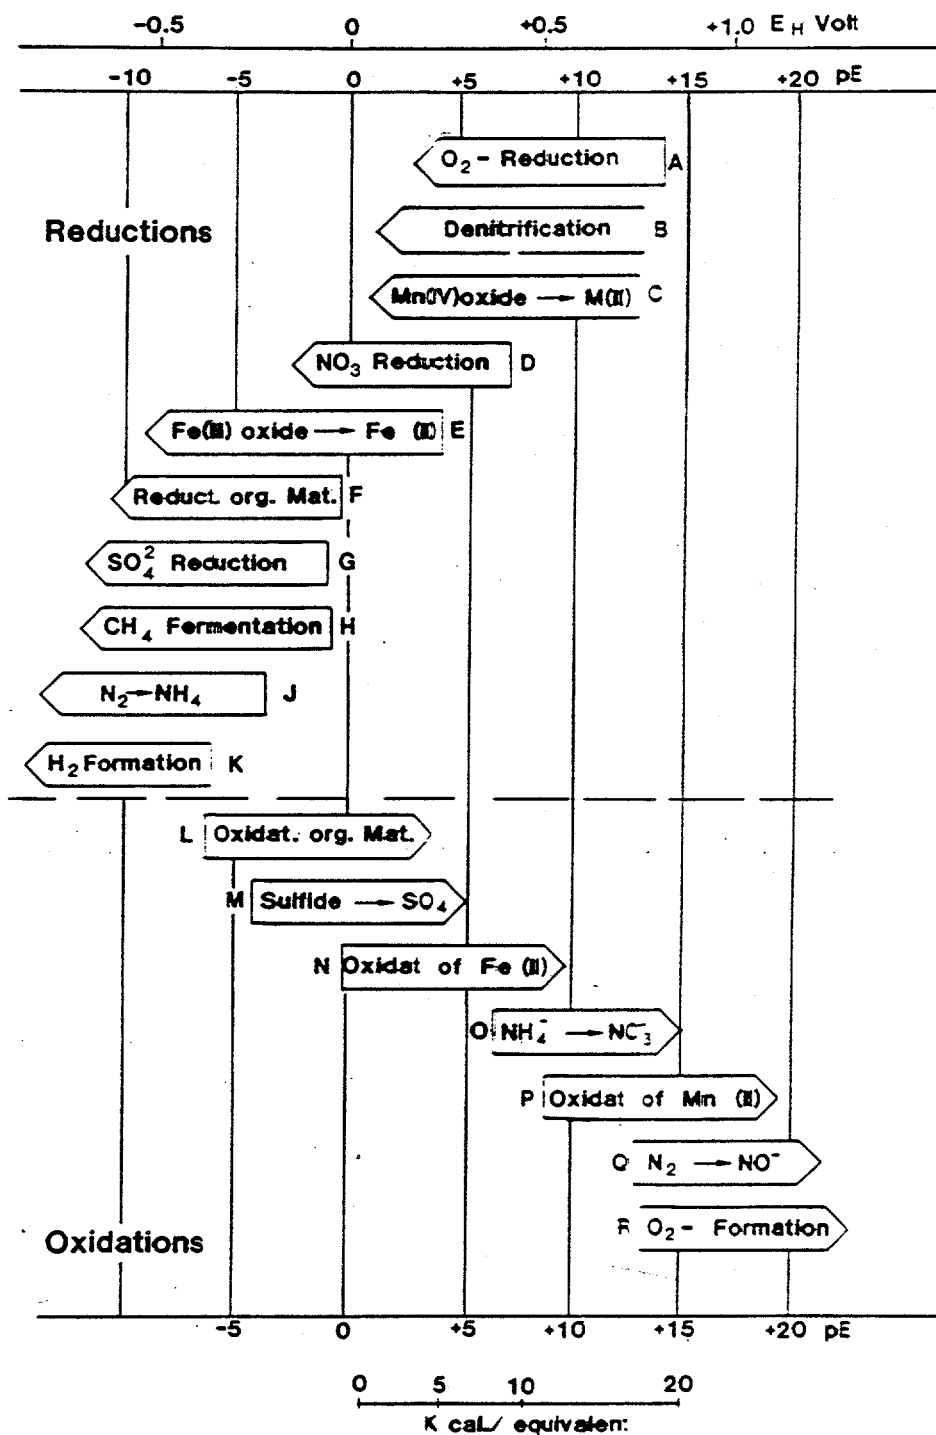 -0.5 0 +0.5 +1.0 E H Volt
-10 -5 0 +5 +10 +15 +20 pE
O2 - Reduction A
Reductions
Denitrification B
Mn(IV)oxide → M(II) C
NO3 Reduction D
Fe(III) oxide → Fe (II) E
Reduct. org. Mat. F
SO4 2 Reduction G
CH4 Fermentation H
N2→NH4 J
H2 Formation K
L Oxidat. org. Mat.
M Sulfide → SO4
N Oxidat of Fe (II)
O NH4- → NC3-
P Oxidat of Mn (II)
Q N2 → NO-
R O2 - Formation
Oxidations
-5 0 +5 +10 +15 +20 pE
0 5 10 20
K cal/ equivalen: